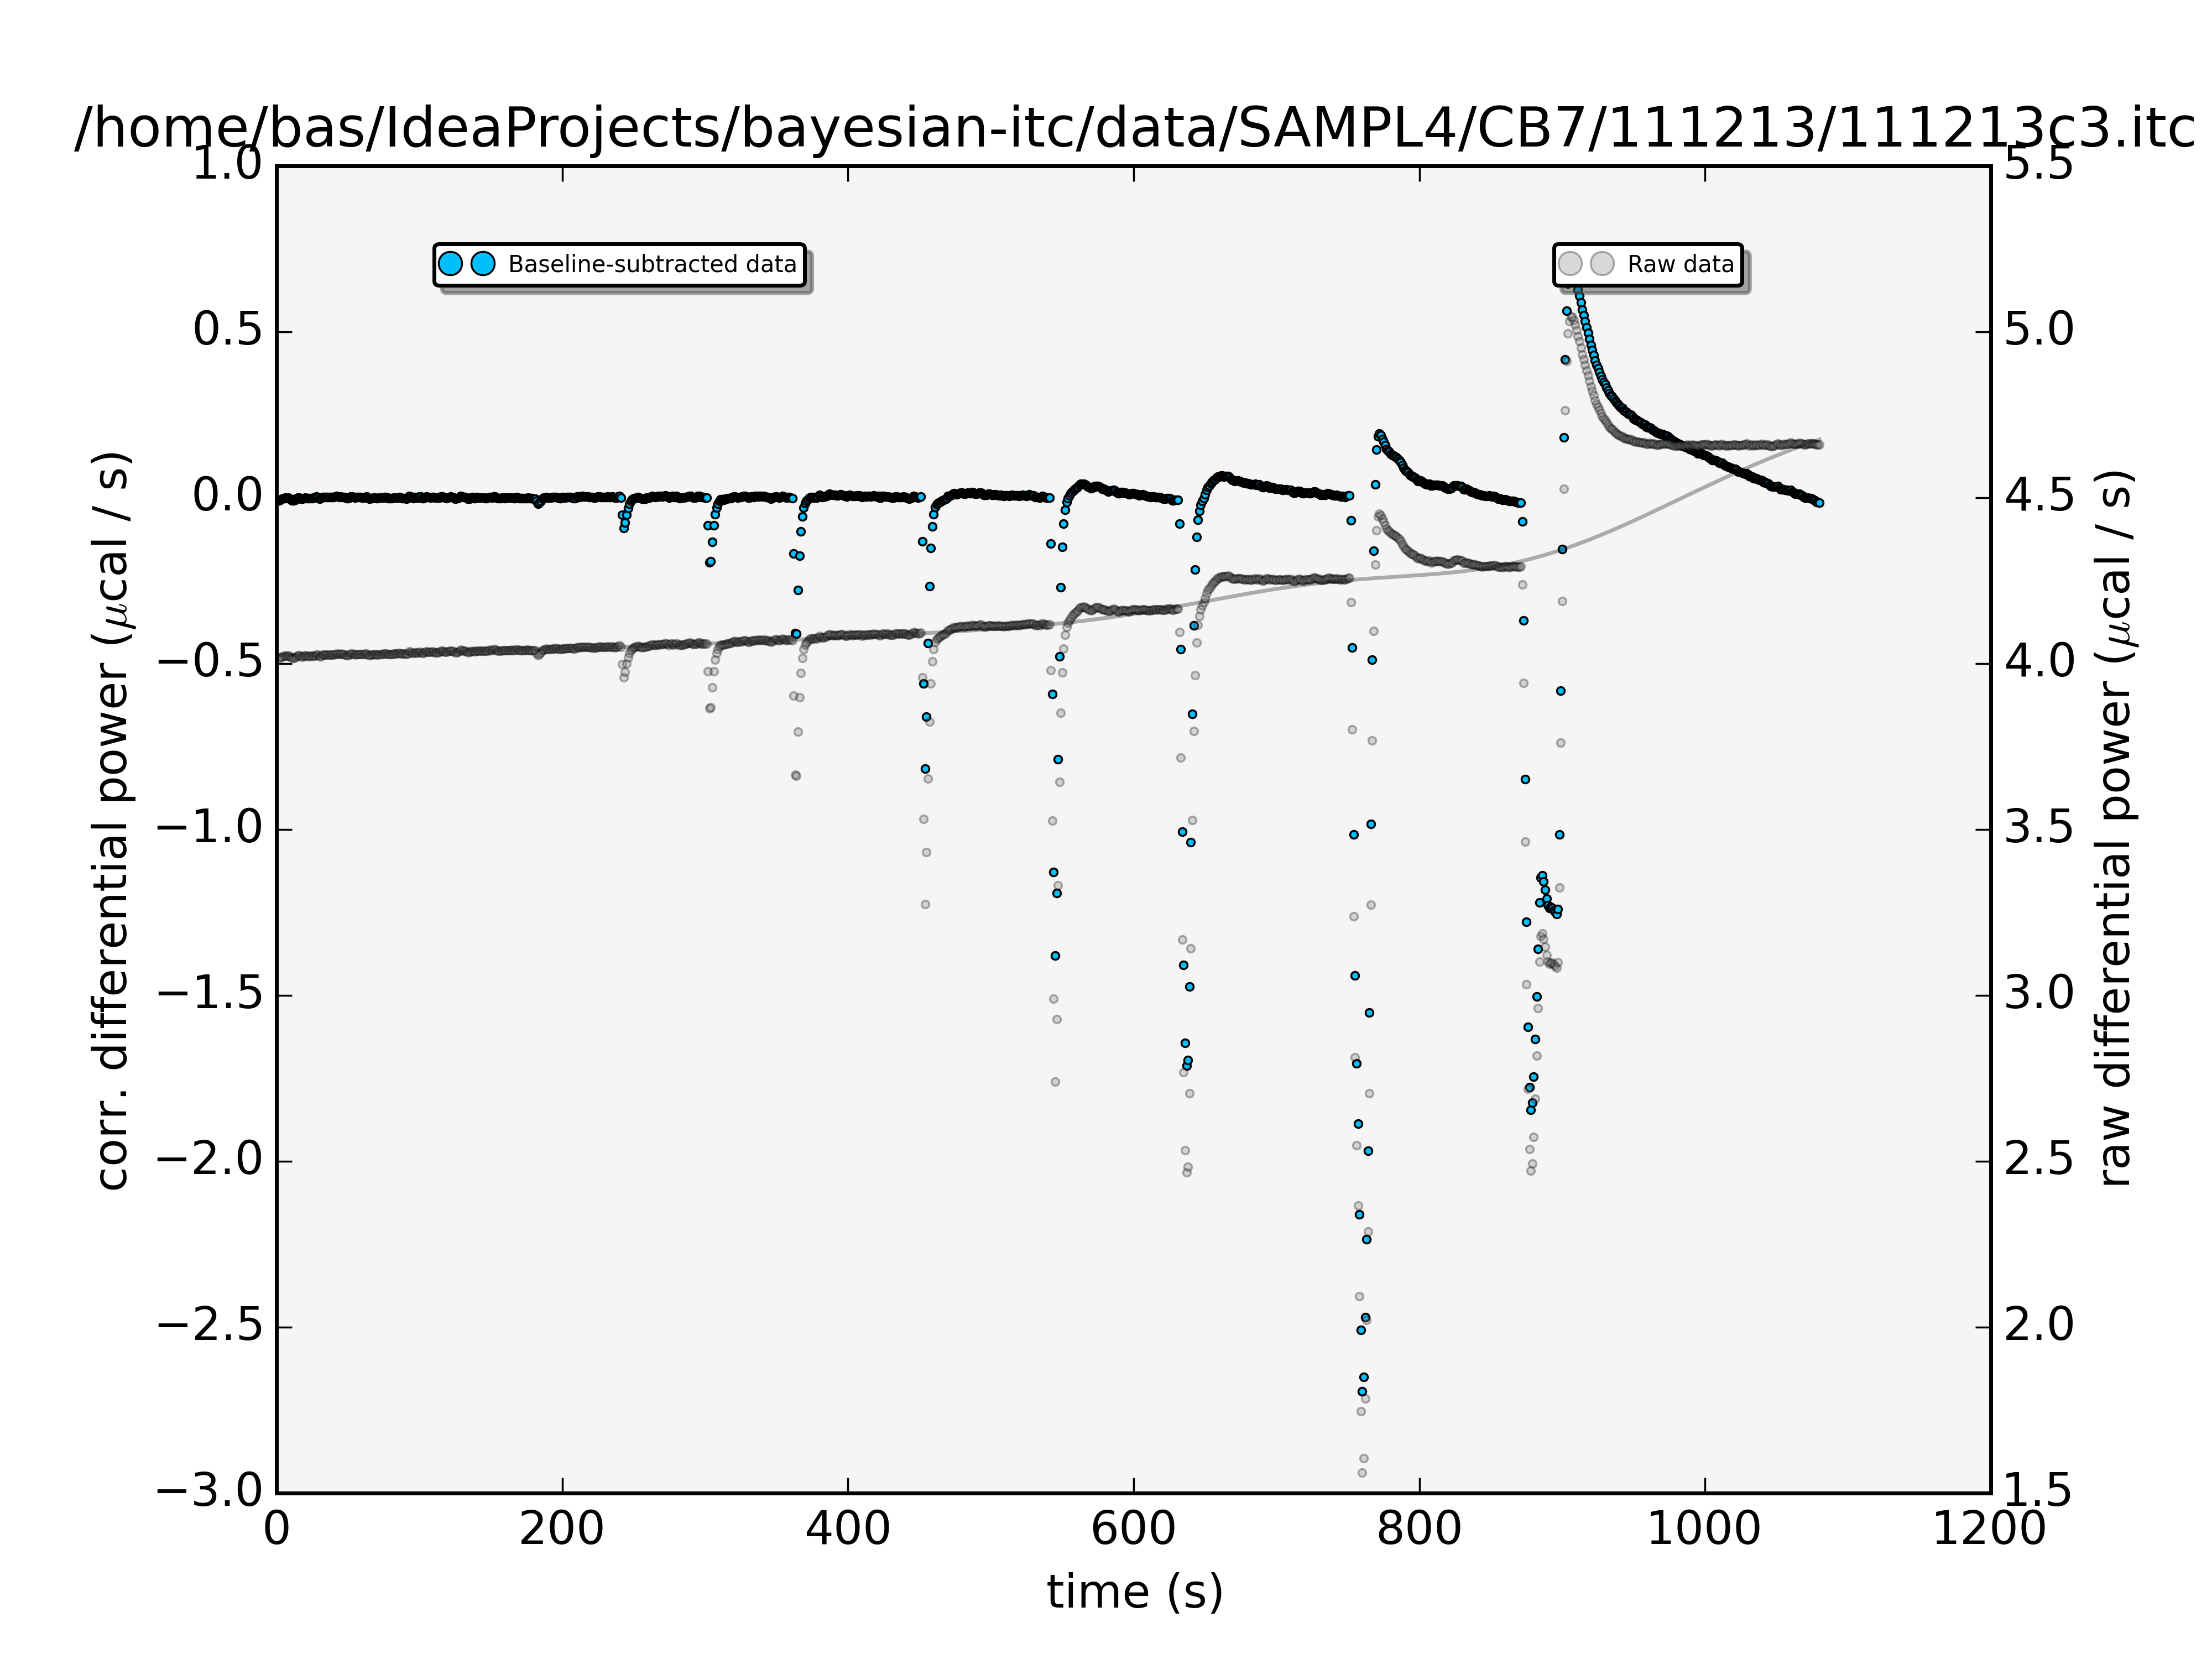 /home/bas/IdeaProjects/bayesian-itc/data/SAMPL4/CB7/111213/111213c3.itc
1.0
0.5
0.0
−0.5
−1.0
−1.5
−2.0
−2.5
−3.0
corr. differential power (μcal / s)
Baseline-subtracted data
Raw data
5.5
5.0
4.5
4.0
3.5
3.0
2.5
2.0
1.5
raw differential power (μcal / s)
0 200 400 600 800 1000 1200
time (s)